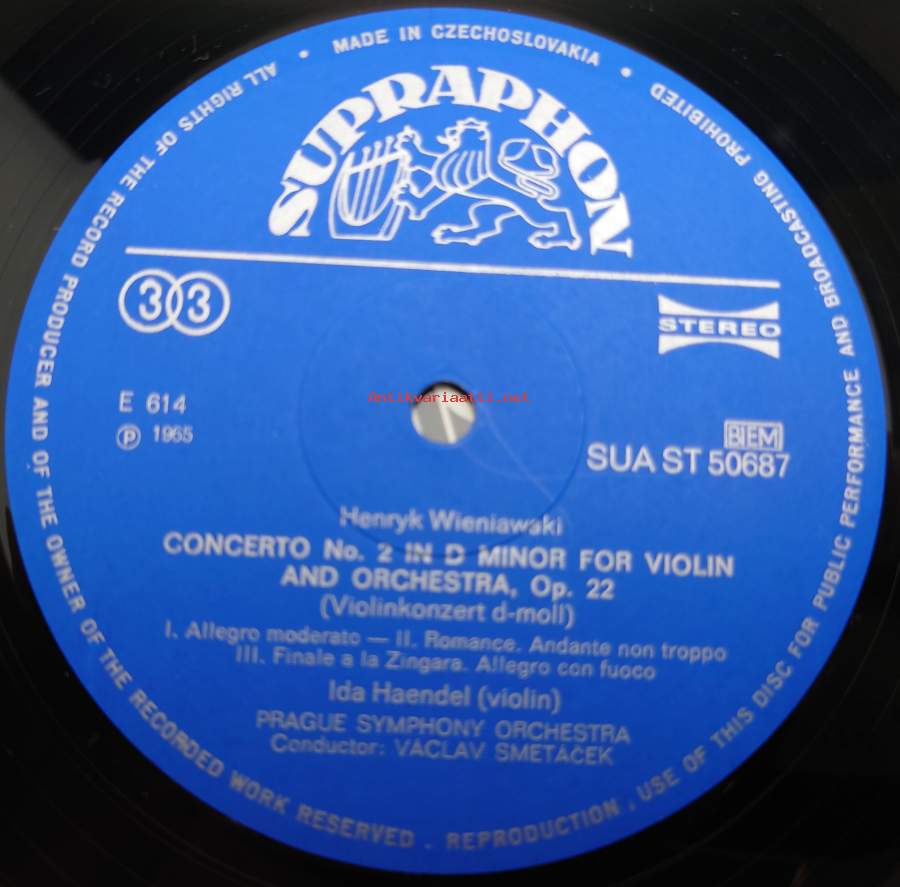 MADE IN CZECHOSLOVAKIA
ALL RIGHTS OF THE RECORD PRODUCER AND OF THE OWNER OF THE RECORDED WORK RESERVED . REPRODUCTION , USE OF THIS DISC FOR PUBLIC PERFORMANCE AND BROADCASTING PROHIBITED
SUPRAPHON
33
STEREO
Antikvariaatti.net
E 614
℗ 1965
BIEM
SUA ST 50687
Henryk Wieniawski
CONCERTO No. 2 IN D MINOR FOR VIOLIN
AND ORCHESTRA, Op. 22
(Violinkonzert d-moll)
I. Allegro moderato — II. Romance. Andante non troppo
III. Finale a la Zingara. Allegro con fuoco
Ida Haendel (violin)
PRAGUE SYMPHONY ORCHESTRA
Conductor: VÁCLAV SMETÁČEK